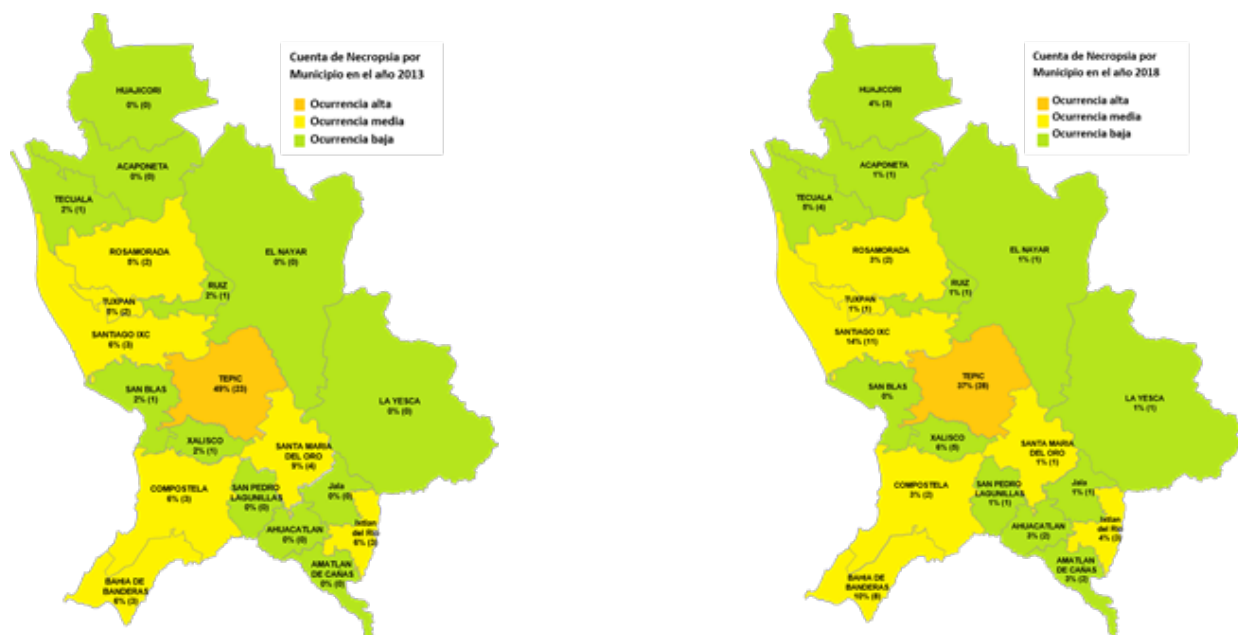 Cuenta de Necropsia por
Municipio en el año 2013
Ocurrencia alta
Ocurrencia media
Ocurrencia baja
HUAJICORI
0% (0)
ACAPONETA
0% (0)
TECUALA
2% (1)
ROSAMORADA
(2)
EL NAYAR
0% (0)
RUIZ
2% (1)
TUXPAN
(2)
SANTIAGO IXC
6% (3)
TEPIC
49% (23)
SAN BLAS
2% (1)
LA YESCA
0% (0)
XALISCO
2% (1)
SANTA MARIA
DEL ORO
9% (4)
COMPOSTELA
6% (3)
SAN PEDRO
LAGUNILLAS
0% (0)
Jala
0% (0)
Ixtlan
del Rio
6% (3)
AHUACATLAN
0% (0)
AMATLAN
DE CAÑAS
0% (0)
BAHIA DE
BANDERAS
6% (3)
Cuenta de Necropsia por
Municipio en el año 2018
Ocurrencia alta
Ocurrencia media
Ocurrencia baja
HUAJICORI
4% (3)
ACAPONETA
1% (1)
TECUALA
5% (4)
ROSAMORADA
3% (2)
EL NAYAR
1% (1)
RUIZ
1% (1)
TUXPAN
1% (1)
SANTIAGO IXC
14% (11)
TEPIC
37%
SAN BLAS
0%
LA YESCA
1% (1)
XALISCO
6% (5)
SANTA MARIA
DEL ORO
1% (1)
COMPOSTELA
3% (2)
SAN PEDRO
LAGUNILLAS
1% (1)
Jala
1% (1)
Ixtlan
del Rio
4% (3)
AHUACATLAN
3% (2)
AMATLAN
DE CAÑAS
3% (2)
BAHIA DE
BANDERAS
10% (8)